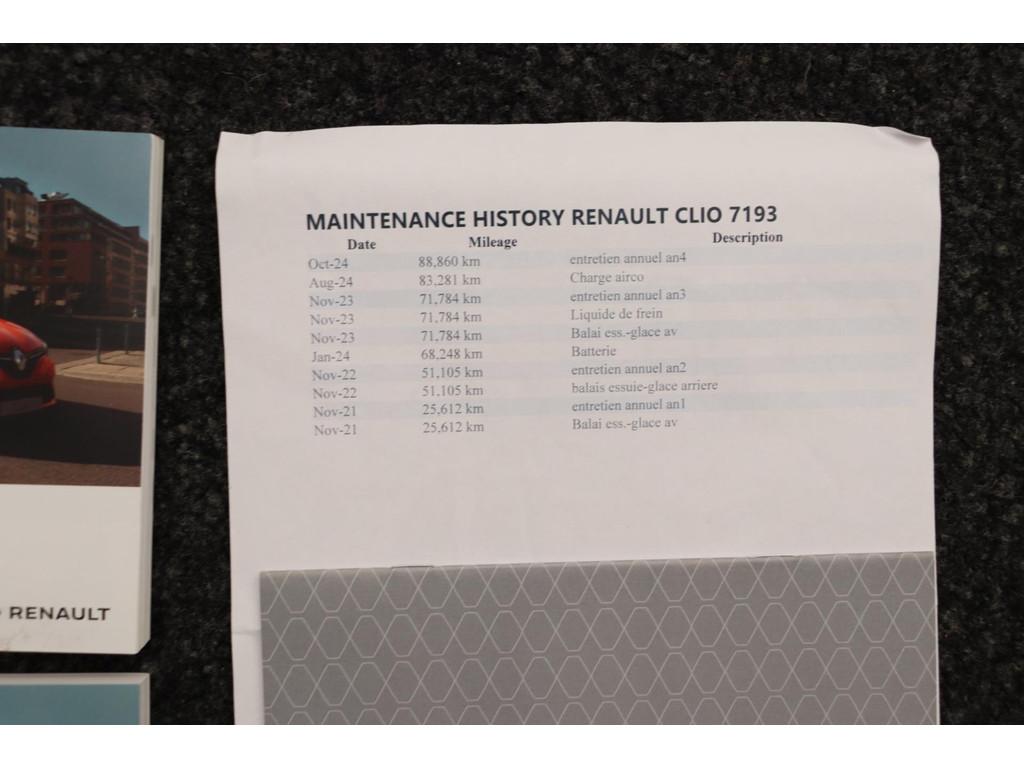 MAINTENANCE HISTORY RENAULT CLIO 7193
Date Mileage Description
Oct-24 88,860 km entretien annuel an4
Aug-24 83,281 km Charge airco
Nov-23 71,784 km entretien annuel an3
Nov-23 71,784 km Liquide de frein
Nov-23 71,784 km Balai ess.-glace av
Jan-24 68,248 km Batterie
Nov-22 51,105 km entretien annuel an2
Nov-22 51,105 km balais essuie-glace arriere
Nov-21 25,612 km entretien annuel an1
Nov-21 25,612 km Balai ess.-glace av
RENAULT